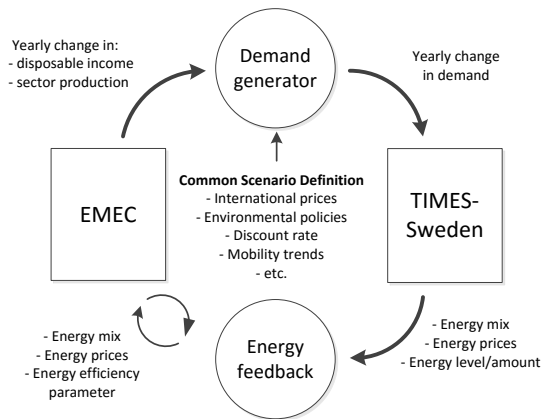 Yearly change in:
- disposable income
- sector production
Demand
generator
Yearly change
in demand
EMEC
Common Scenario Definition
- International prices
- Environmental policies
- Discount rate
- Mobility trends
- etc.
TIMES-
Sweden
- Energy mix
- Energy prices
- Energy efficiency
parameter
Energy
feedback
- Energy mix
- Energy prices
- Energy level/amount